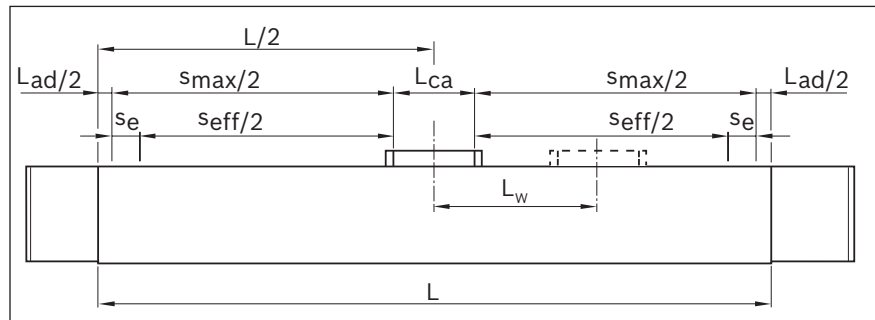 L/2
Lad/2 smax/2 Lca smax/2 Lad/2
se seff/2 seff/2 se
Lw
L